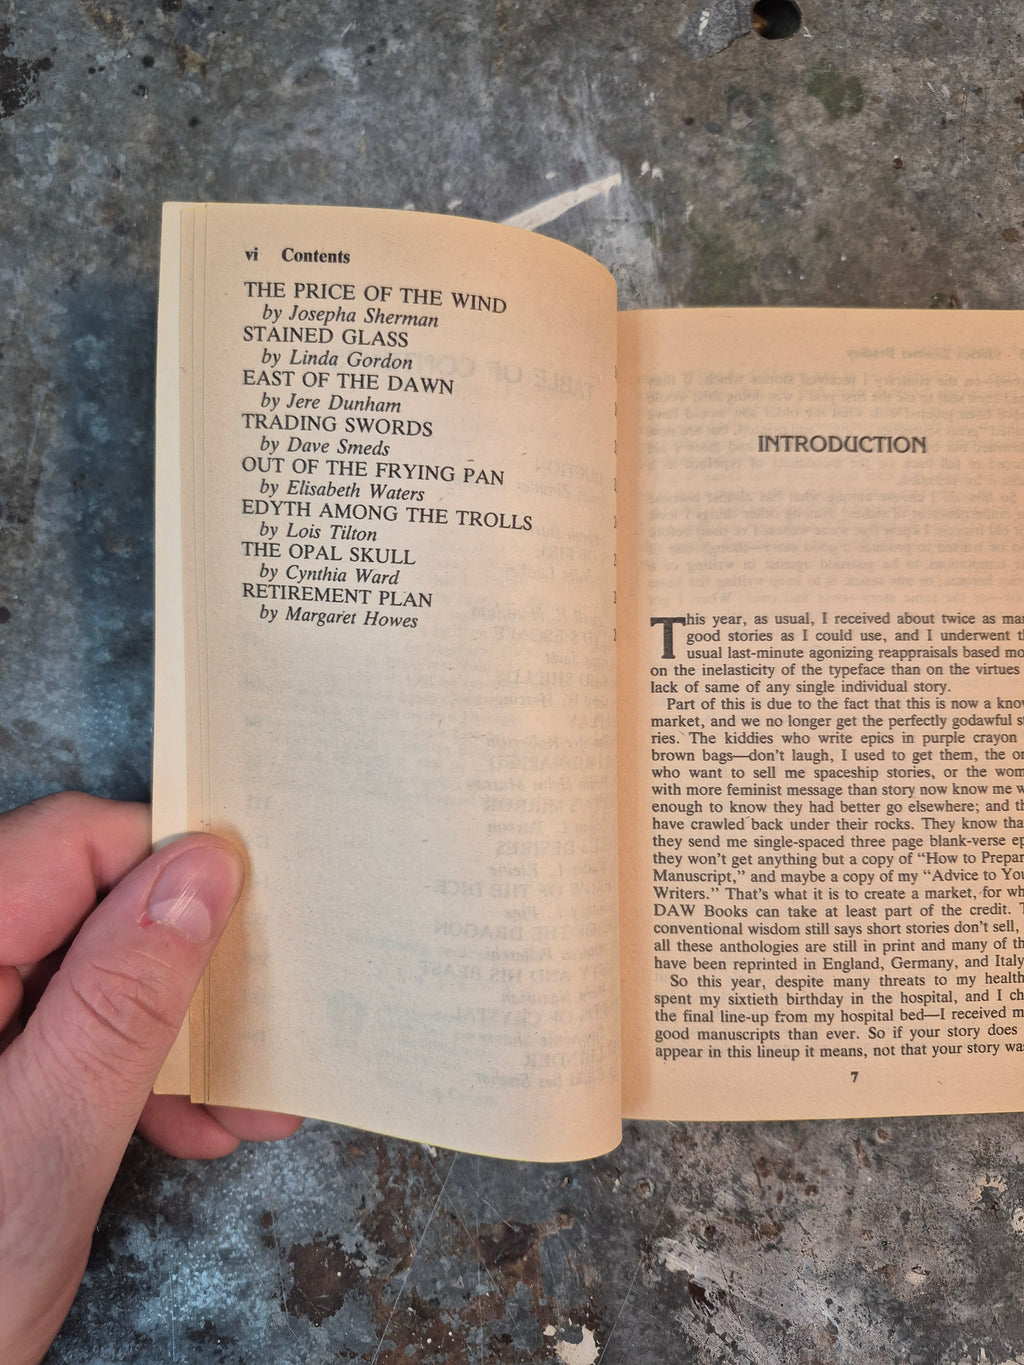 vi Contents
THE PRICE OF THE WIND
by Josepha Sherman
STAINED GLASS
by Linda Gordon
EAST OF THE DAWN
by Jere Dunham
TRADING SWORDS
by Dave Smeds
OUT OF THE FRYING PAN
by Elisabeth Waters
EDYTH AMONG THE TROLLS
by Lois Tilton
THE OPAL SKULL
by Cynthia Ward
RETIREMENT PLAN
by Margaret Howes
INTRODUCTION
This year, as usual, I received about twice as
good stories as I could use, and I underwent
usual last-minute agonizing reappraisals based
on the inelasticity of the typeface than on the virtues
lack of same of any single individual story.
Part of this is due to the fact that this is now a
market, and we no longer get the perfectly godawful
ries. The kiddies who write epics in purple crayon
brown bags—don't laugh, I used to get them, the
who want to sell me spaceship stories, or the
with more feminist message than story now know me
enough to know they had better go elsewhere; and
have crawled back under their rocks. They know
they send me single-spaced three page blank-verse
they won't get anything but a copy of "How to
Manuscript," and maybe a copy of my "Advice to
Writers." That's what it is to create a market, for
DAW Books can take at least part of the credit.
conventional wisdom still says short stories don't sell,
all these anthologies are still in print and many of
have been reprinted in England, Germany, and Italy
So this year, despite many threats to my health
spent my sixtieth birthday in the hospital, and I
the final line-up from my hospital bed—I received
good manuscripts than ever. So if your story does
appear in this lineup it means, not that your story
7